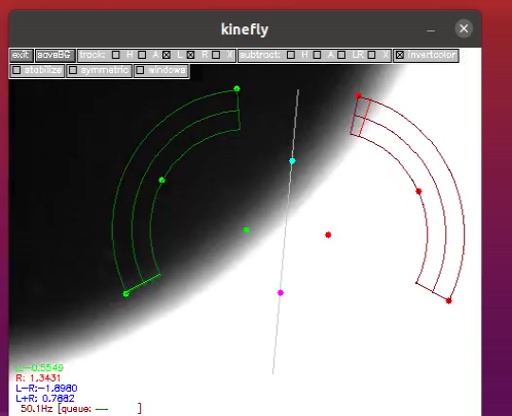 kinefly
exit saveBG track: H A L R X subtract: H A LR X invertcolor
stabilize symmetric windows
L:-0.5549
R: 1.3431
L-R:-1.8980
L+R: 0.7882
50.1Hz [queue: — ]